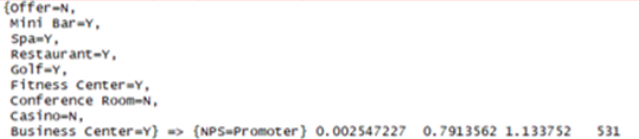 {Offer=N,
Mini Bar=Y,
Spa=Y,
Restaurant=Y,
Golf=Y,
Fitness Center=Y,
Conference Room=N,
Casino=N,
Business Center=Y} => {NPS=Promoter} 0.002547227 0.7913562 1.133752 531